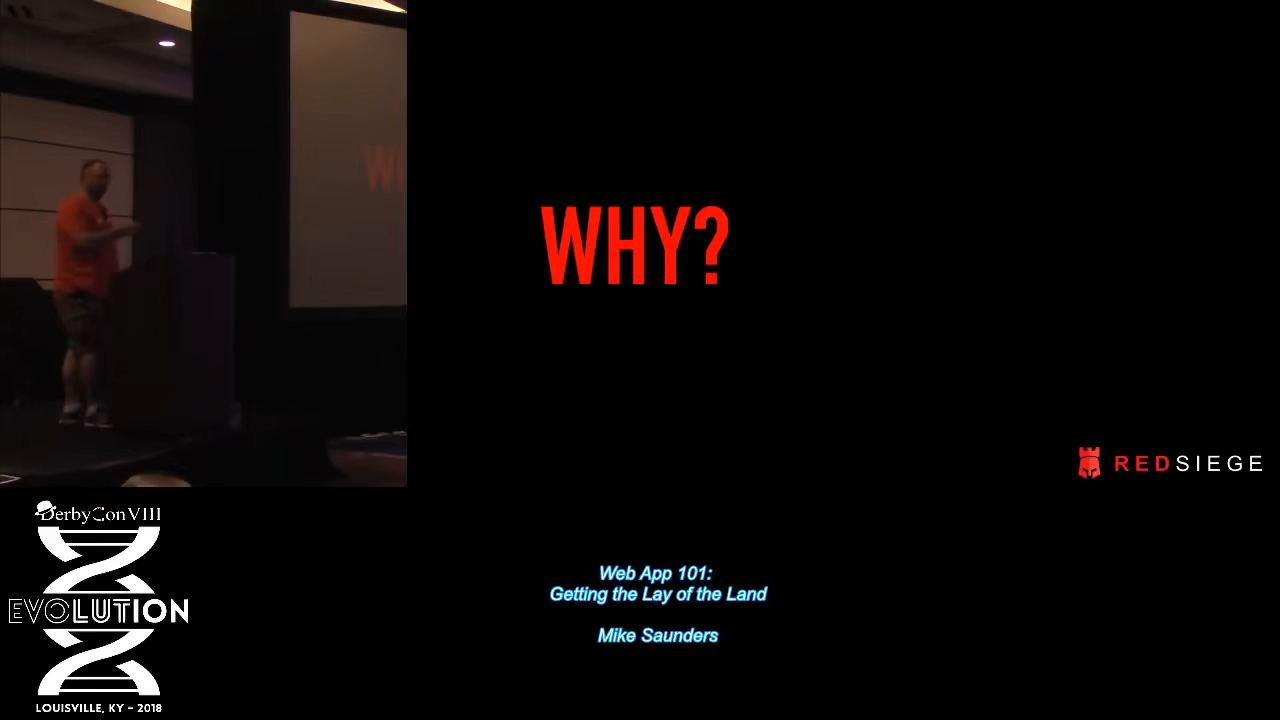 WHY?
REDSIEGE
DerbyCon VIII
EVOLUTION
LOUISVILLE, KY - 2018
Web App 101:
Getting the Lay of the Land
Mike Saunders